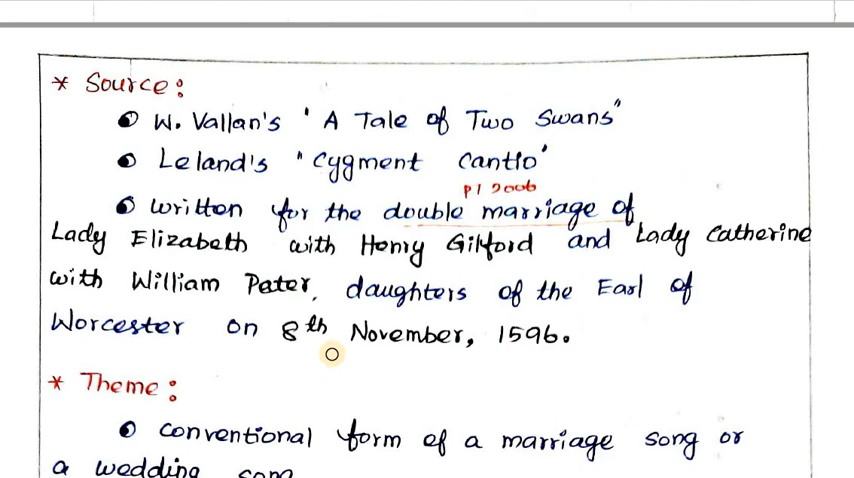 * Source:
W. Vallan's 'A Tale of Two Swans"
Leland's "Cygment Cantio'
P1 2006
written for the double marriage of
Lady Elizabeth with Henry Gilford and Lady Catherine
with William Peter, daughters of the Earl of
Worcester on 8th November, 1596.
* Theme:
conventional form of a marriage song or
a wedding song